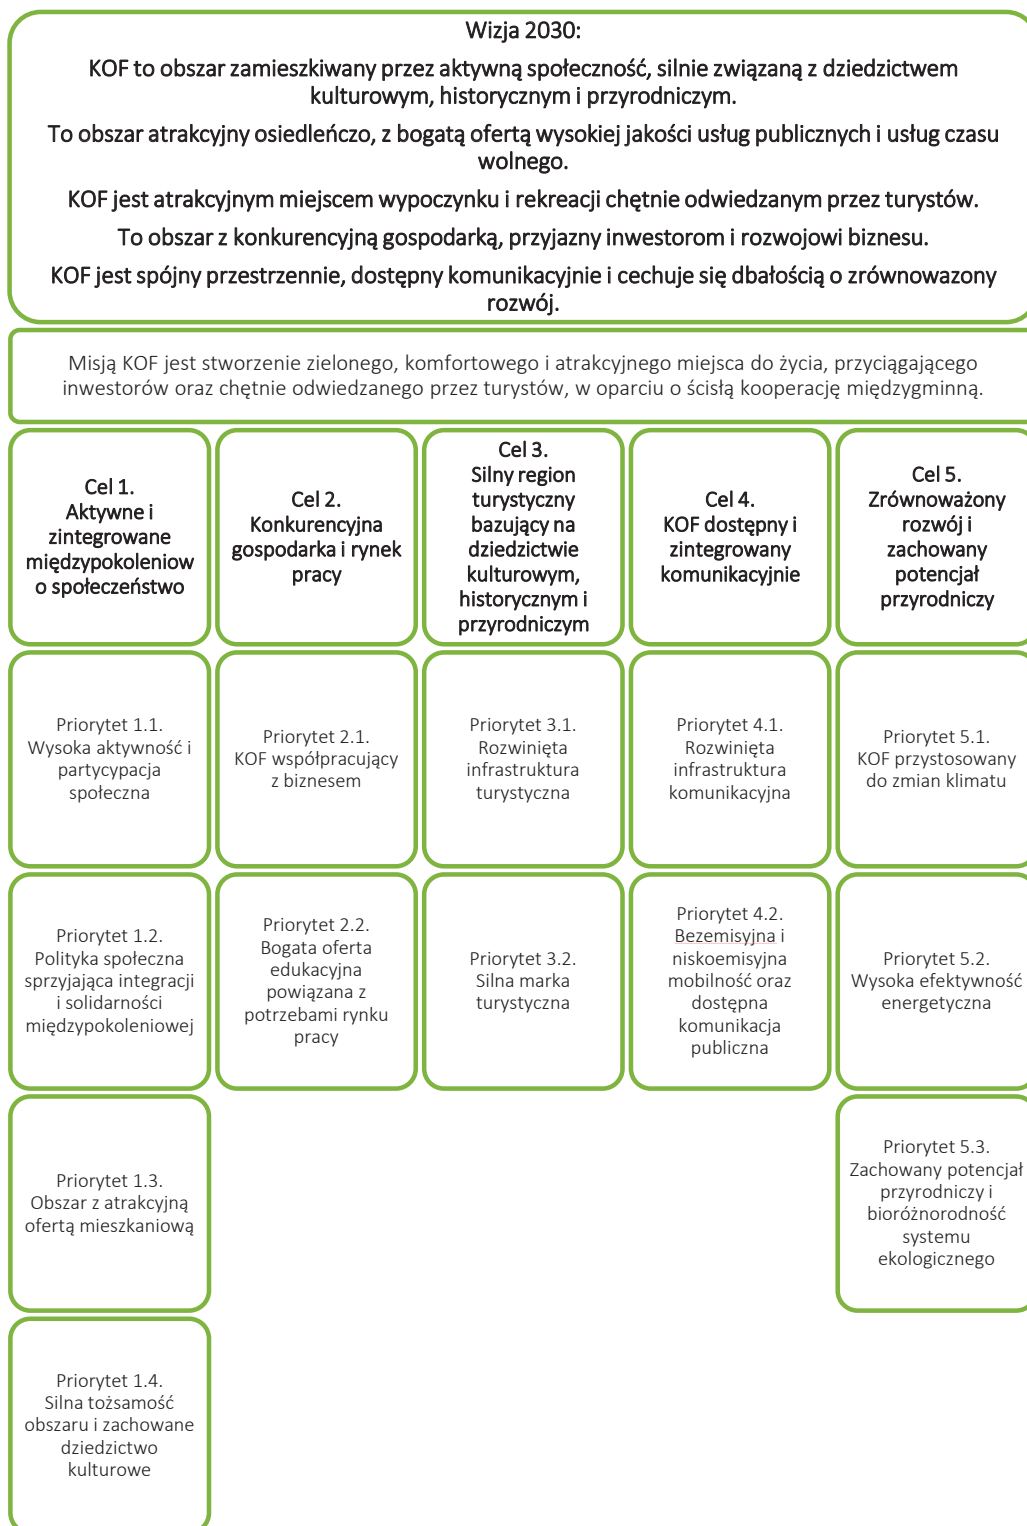 Wizja 2030:
KOF to obszar zamieszkiwany przez aktywną społeczność, silnie związaną z dziedzictwem
kulturowym, historycznym i przyrodniczym.
To obszar atrakcyjny osiedleńczo, z bogatą ofertą wysokiej jakości usług publicznych i usług czasu
wolnego.
KOF jest atrakcyjnym miejscem wypoczynku i rekreacji chętnie odwiedzanym przez turystów.
To obszar z konkurencyjną gospodarką, przyjazny inwestorom i rozwojowi biznesu.
KOF jest spójny przestrzennie, dostępny komunikacyjnie i cechuje się dbałością o zrównoważony
rozwój.
Misją KOF jest stworzenie zielonego, komfortowego i atrakcyjnego miejsca do życia, przyciągającego
inwestorów oraz chętnie odwiedzanego przez turystów, w oparciu o ścisłą kooperację międzygminną.
Cel 1.
Aktywne i
zintegrowane
międzypokoleniow
o społeczeństwo
Cel 2.
Konkurencyjna
gospodarka i rynek
pracy
Cel 3.
Silny region
turystyczny
bazujący na
dziedzictwie
kulturowym,
historycznym i
przyrodniczym
Cel 4.
KOF dostępny i
zintegrowany
komunikacyjnie
Cel 5.
Zrównoważony
rozwój i
zachowany
potencjał
przyrodniczy
Priorytet 1.1.
Wysoka aktywność i
partycypacja
społeczna
Priorytet 2.1.
KOF współpracujący
z biznesem
Priorytet 3.1.
Rozwinięta
infrastruktura
turystyczna
Priorytet 4.1.
Rozwinięta
infrastruktura
komunikacyjna
Priorytet 5.1.
KOF przystosowany
do zmian klimatu
Priorytet 1.2.
Polityka społeczna
sprzyjająca integracji
i solidarności
międzypokoleniowej
Priorytet 2.2.
Bogata oferta
edukacyjna
powiązana z
potrzebami rynku
pracy
Priorytet 3.2.
Silna marka
turystyczna
Priorytet 4.2.
Bezemisyjna i
niskoemisyjna
mobilność oraz
dostępna
komunikacja
publiczna
Priorytet 5.2.
Wysoka efektywność
energetyczna
Priorytet 1.3.
Obszar z atrakcyjną
ofertą mieszkaniową
Priorytet 5.3.
Zachowany potencjał
przyrodniczy i
bioróżnorodność
systemu
ekologicznego
Priorytet 1.4.
Silna tożsamość
obszaru i zachowane
dziedzictwo
kulturowe